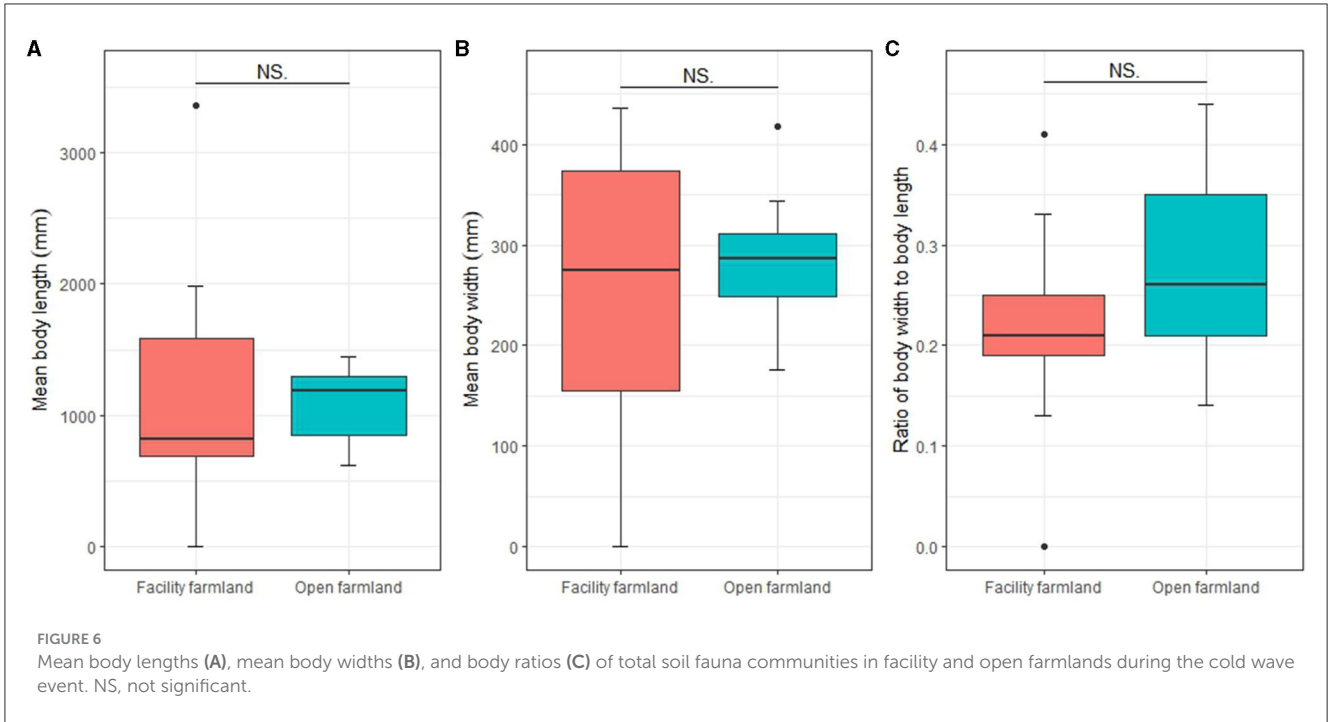 A
NS.
3000
2000
1000
0
Mean body length (mm)
Facility farmland
Open farmland
B
NS.
400
300
200
100
0
Mean body width (mm)
Facility farmland
Open farmland
C
NS.
0.4
0.3
0.2
0.1
0.0
Ratio of body width to body length
Facility farmland
Open farmland
FIGURE 6
Mean body lengths (A), mean body widths (B), and body ratios (C) of total soil fauna communities in facility and open farmlands during the cold wave
event. NS, not significant.